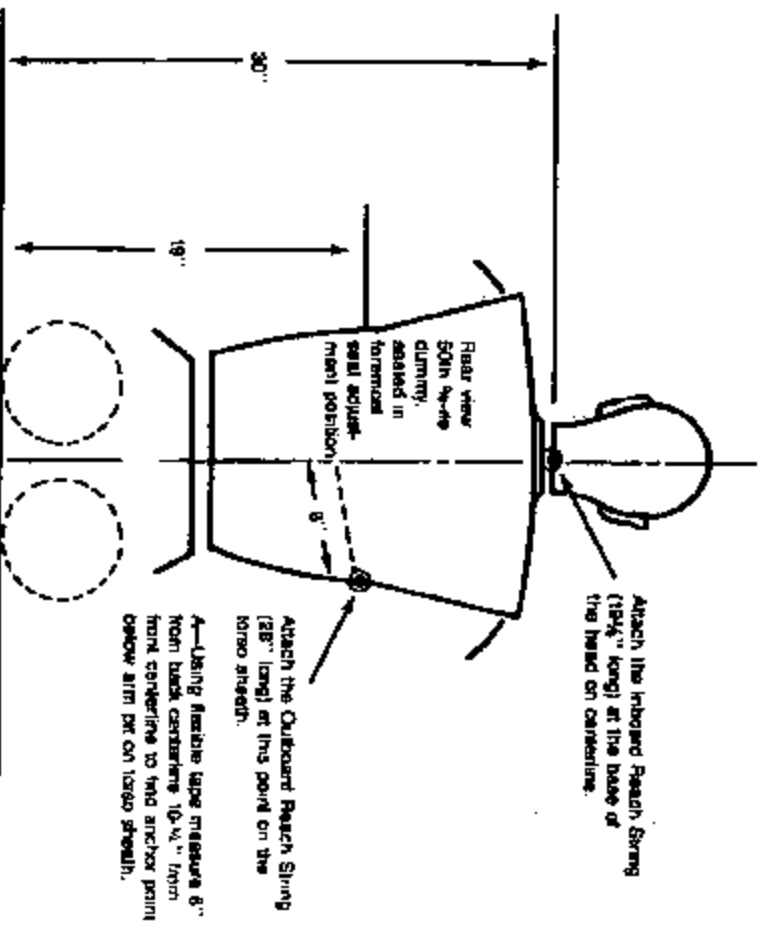 30"
19"
Rear view
50th %-ile
dummy,
seated in
foremost
seat adjust-
ment position
6"
Attach the Inboard Reach String
long) at the base of
the head on centerline.
Attach the Outboard Reach String
(28" long) at this point on the
torso sheath.
A—Using flexible tape measure 6"
from back centerline 10-¼" from
front centerline to find anchor point
below arm pit on torso sheath.